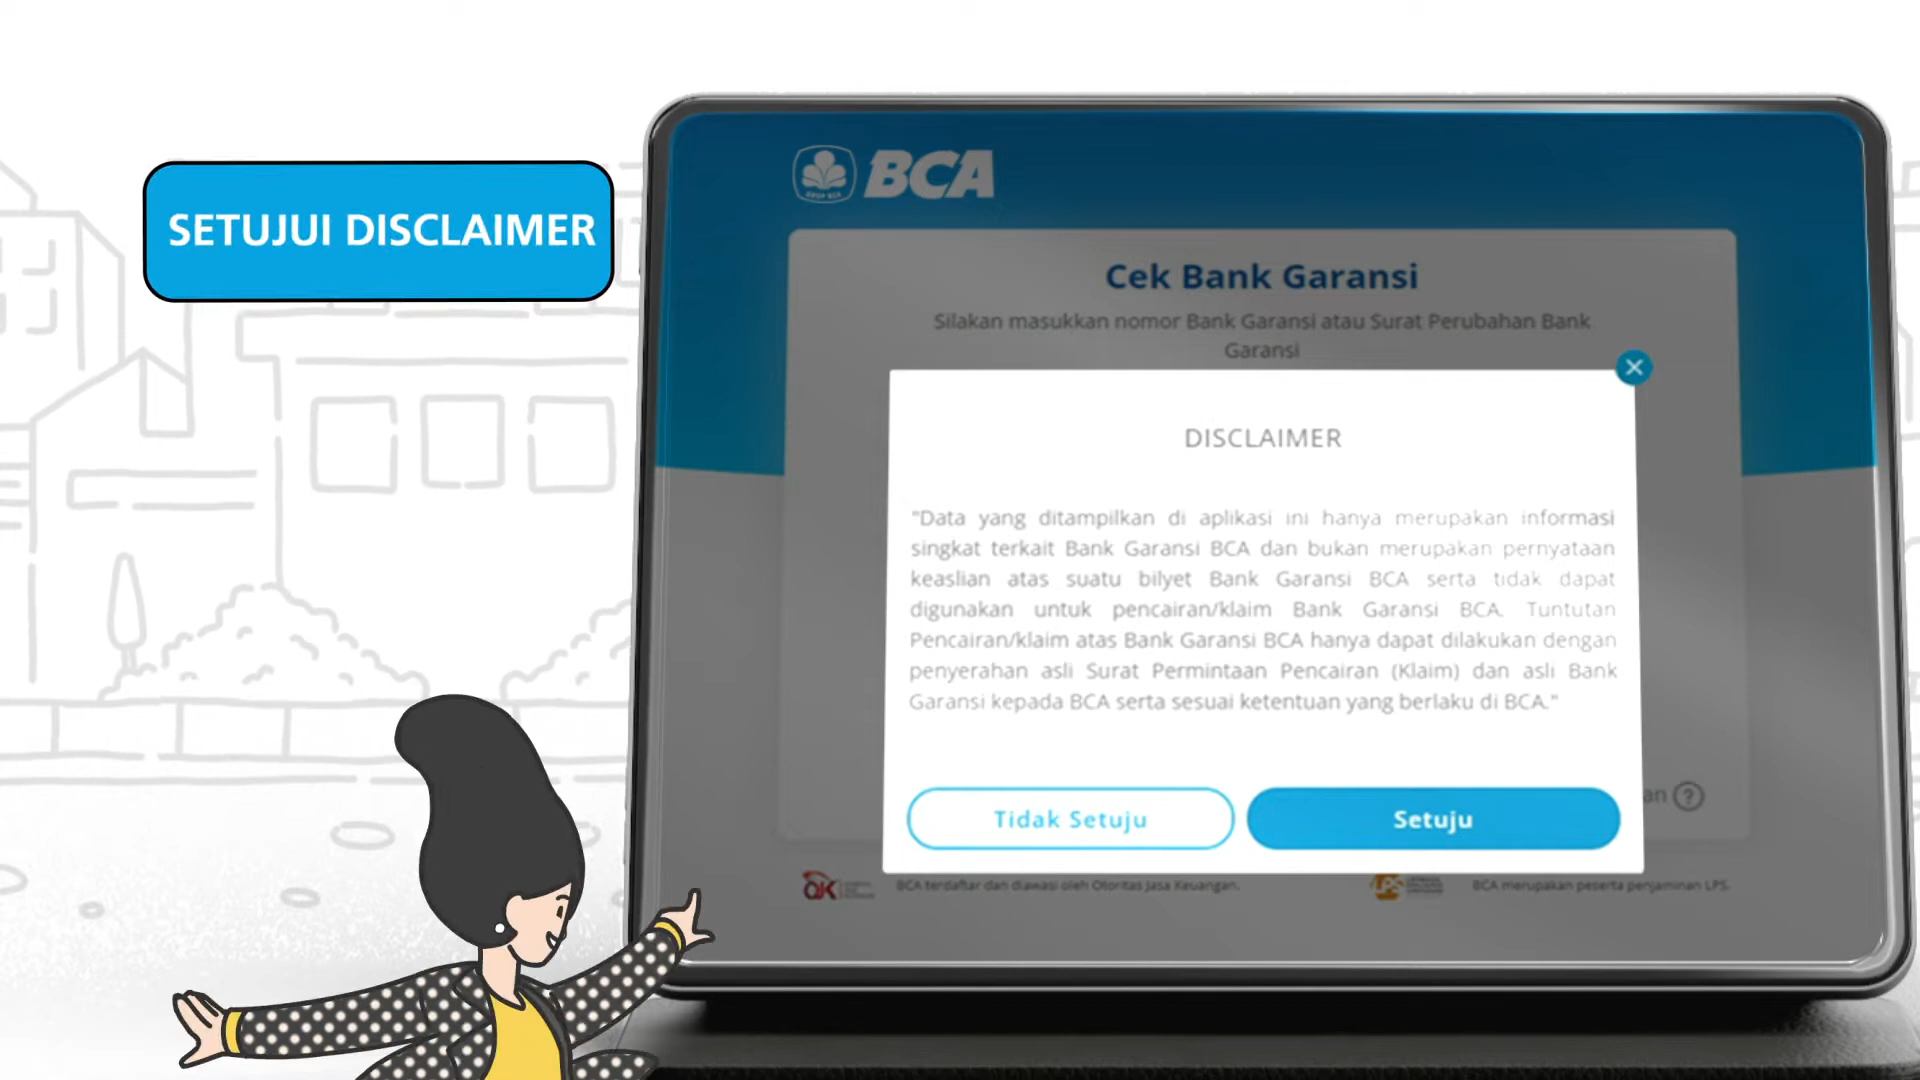 SETUJUI DISCLAIMER
BCA
Cek Bank Garansi
Silakan masukkan nomor Bank Garansi atau Surat Perubahan Bank
Garansi
DISCLAIMER
"Data yang ditampilkan di aplikasi ini hanya merupakan informasi
singkat terkait Bank Garansi BCA dan bukan merupakan pernyataan
keaslian atas suatu bilyet Bank Garansi BCA serta tidak dapat
digunakan untuk pencairan/klaim Bank Garansi BCA. Tuntutan
Pencairan/klaim atas Bank Garansi BCA hanya dapat dilakukan dengan
penyerahan asli Surat Permintaan Pencairan (Klaim) dan asli Bank
Garansi kepada BCA serta sesuai ketentuan yang berlaku di BCA."
Tidak Setuju
Setuju
an ?
OJK
BCA terdaftar dan diawasi oleh Otoritas Jasa Keuangan.
LPS
BCA merupakan peserta penjaminan LPS.